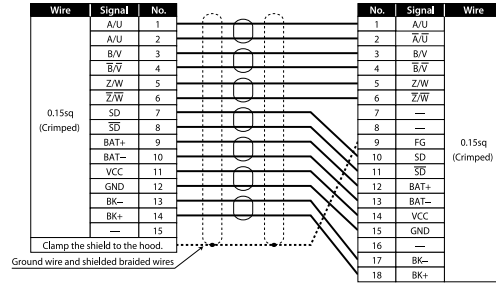 Wire Signal No. No. Signal Wire
A/U 1 1 A/U
A/U 2 2 A̅/U̅
B/V 3 3 B/V
B̅/V̅ 4 4 B̅/V̅
Z/W 5 5 Z/W
Z̅/W̅ 6 6 Z̅/W̅
0.15sq SD 7 7 —
(Crimped) S̅D̅ 8 8 —
BAT+ 9 9 FG 0.15sq
BAT− 10 10 SD (Crimped)
VCC 11 11 S̅D̅
GND 12 12 BAT+
BK− 13 13 BAT−
BK+ 14 14 VCC
— 15 15 GND
Clamp the shield to the hood. 16 —
Ground wire and shielded braided wires 17 BK−
18 BK+